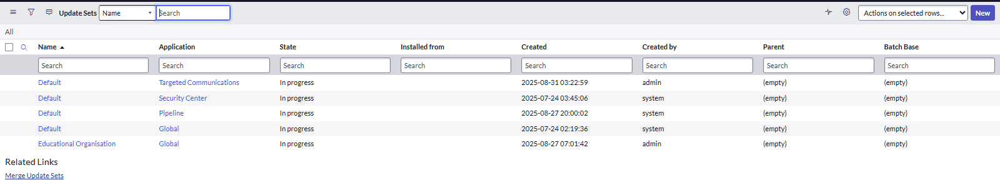 Update Sets Name Search Actions on selected rows... New
All
Name Application State Installed from Created Created by Parent Batch Base
Search Search Search Search Search Search Search Search
Default Targeted Communications In progress 2025-08-31 03:22:59 admin (empty) (empty)
Default Security Center In progress 2025-07-24 03:45:06 system (empty) (empty)
Default Pipeline In progress 2025-08-27 20:00:02 system (empty) (empty)
Default Global In progress 2025-07-24 02:19:36 system (empty) (empty)
Educational Organisation Global In progress 2025-08-27 07:01:42 admin (empty) (empty)
Related Links
Merge Update Sets